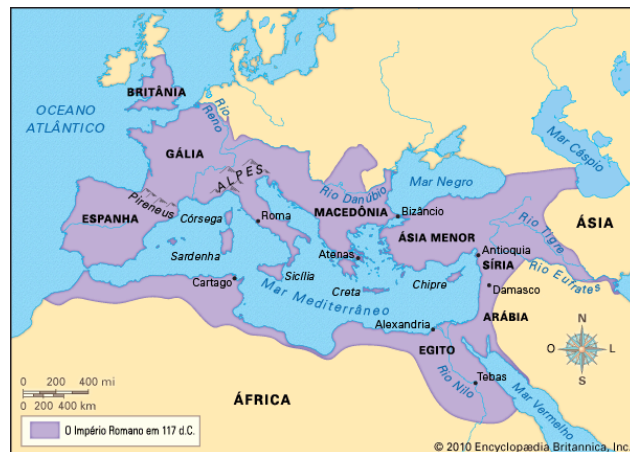 BRITÂNIA
OCEANO
ATLÂNTICO
Rio
Reno
GÁLIA
ALPES
Mar Cáspio
Mar Negro
Rio Danúbio
Pireneus
Córsega
Roma
MACEDÔNIA
Bizâncio
ESPANHA
ÁSIA
ÁSIA MENOR
Rio Tigre
Sardenha
Atenas
Antioquia
SÍRIA
Rio Eufrates
Cartago
Sicília
Creta
Chipre
Damasco
Mar Mediterrâneo
ARÁBIA
Alexandria
N
O
L
S
EGITO
Rio Nilo
Tebas
Mar Vermelho
0 200 400 mi
0 200 400 km
ÁFRICA
O Império Romano em 117 d.C.
© 2010 Encyclopædia Britannica, Inc.